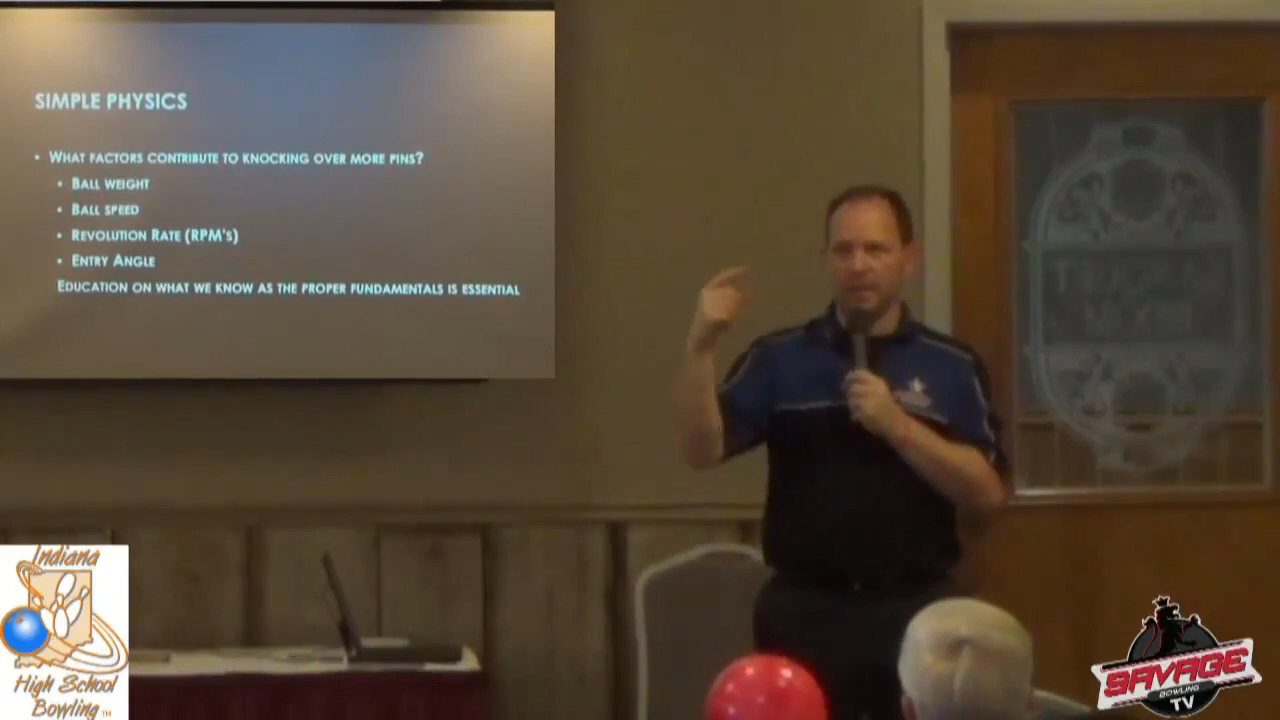 SIMPLE PHYSICS
• WHAT FACTORS CONTRIBUTE TO KNOCKING OVER MORE PINS?
• BALL WEIGHT
• BALL SPEED
• REVOLUTION RATE (RPM'S)
• ENTRY ANGLE
EDUCATION ON WHAT WE KNOW AS THE PROPER FUNDAMENTALS IS ESSENTIAL
Indiana
High School
Bowling TM
SAVAGE
BOWLING
TV